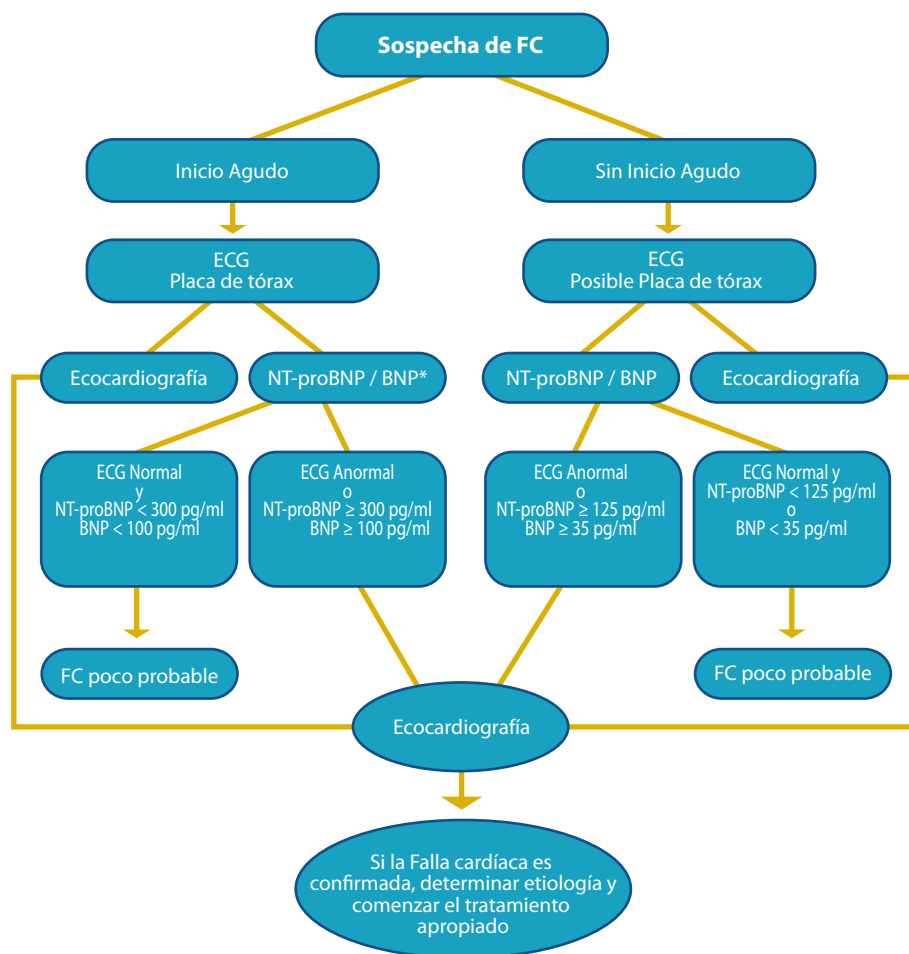 Sospecha de FC
Inicio Agudo
Sin Inicio Agudo
ECG
Placa de tórax
ECG
Posible Placa de tórax
Ecocardiografía
NT-proBNP / BNP*
NT-proBNP / BNP
Ecocardiografía
ECG Normal
y
NT-proBNP < 300 pg/ml
BNP < 100 pg/ml
ECG Anormal
o
NT-proBNP ≥ 300 pg/ml
BNP ≥ 100 pg/ml
ECG Anormal
o
NT-proBNP ≥ 125 pg/ml
BNP ≥ 35 pg/ml
ECG Normal y
NT-proBNP < 125 pg/ml
o
BNP < 35 pg/ml
FC poco probable
FC poco probable
Ecocardiografía
Si la Falla cardíaca es
confirmada, determinar etiología y
comenzar el tratamiento
apropiado